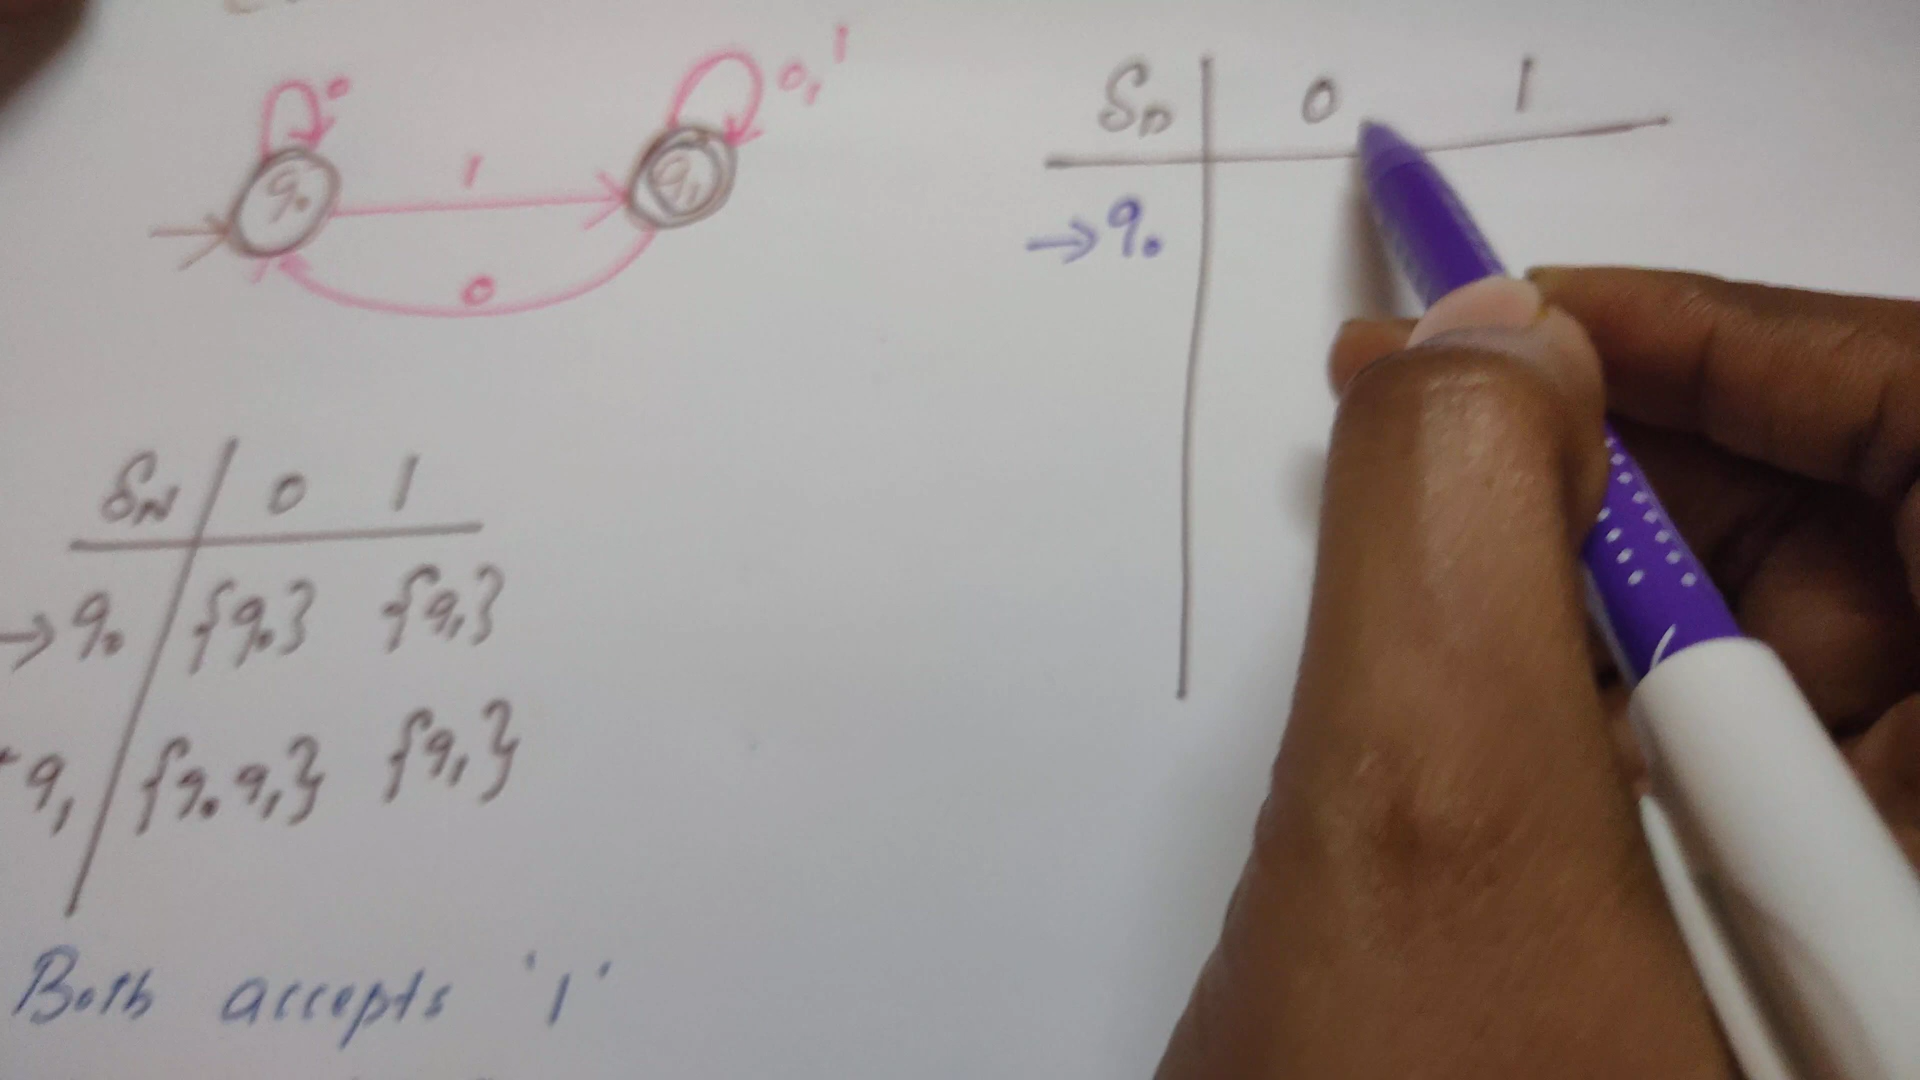 0
0, 1
q0
1
q1
0
δD 0 1
→ q0
δN 0 1
→ q0 {q0} {q1}
* q1 {q0 q1} {q1}
Both accepts '1'